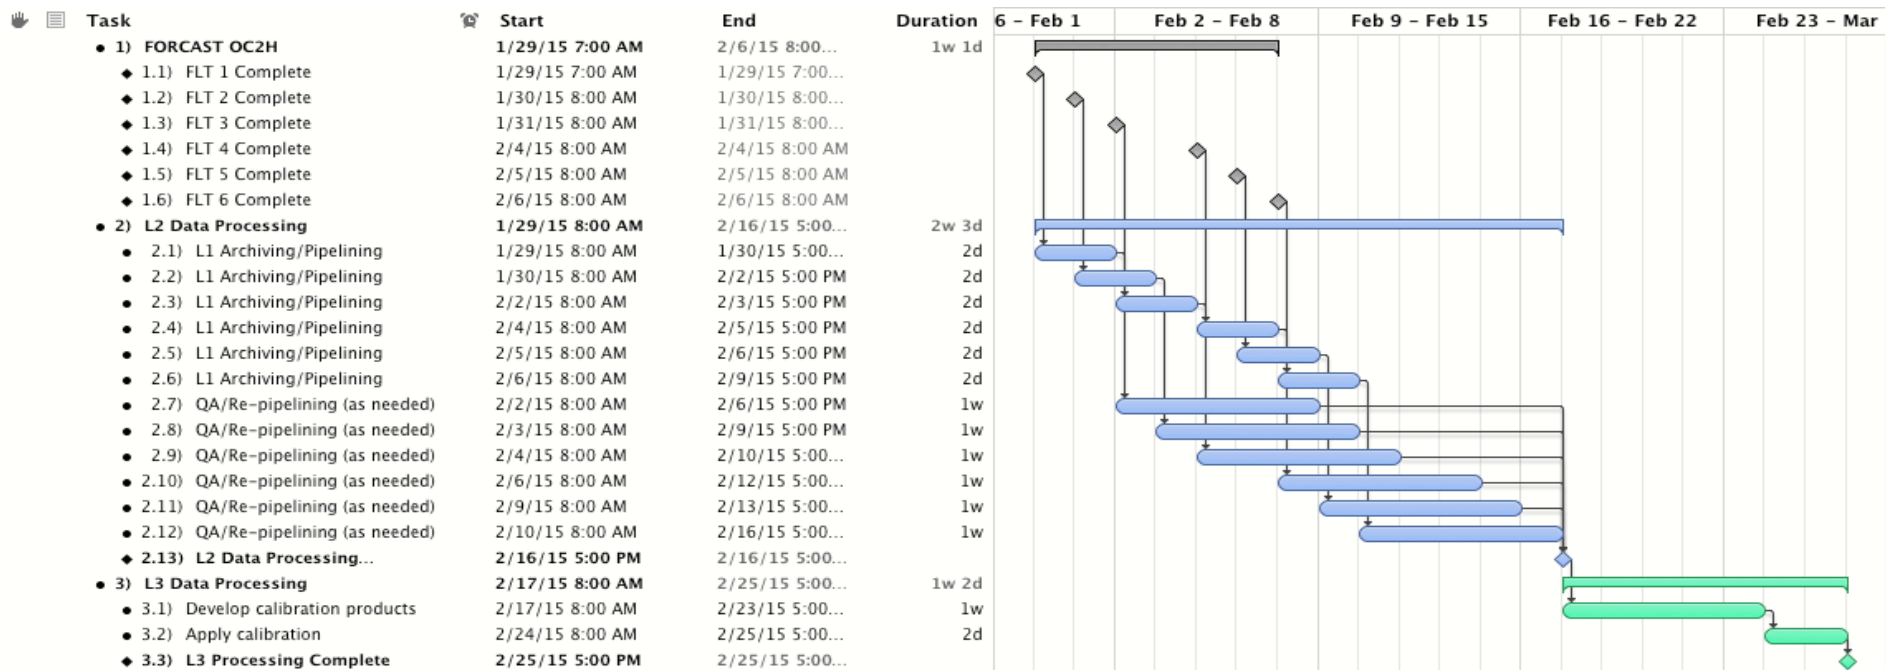 Task Start End Duration 6 – Feb 1 Feb 2 – Feb 8 Feb 9 – Feb 15 Feb 16 – Feb 22 Feb 23 – Mar
1) FORCAST OC2H 1/29/15 7:00 AM 2/6/15 8:00... 1w 1d
1.1) FLT 1 Complete 1/29/15 7:00 AM 1/29/15 7:00...
1.2) FLT 2 Complete 1/30/15 8:00 AM 1/30/15 8:00...
1.3) FLT 3 Complete 1/31/15 8:00 AM 1/31/15 8:00...
1.4) FLT 4 Complete 2/4/15 8:00 AM 2/4/15 8:00 AM
1.5) FLT 5 Complete 2/5/15 8:00 AM 2/5/15 8:00 AM
1.6) FLT 6 Complete 2/6/15 8:00 AM 2/6/15 8:00 AM
2) L2 Data Processing 1/29/15 8:00 AM 2/16/15 5:00... 2w 3d
2.1) L1 Archiving/Pipelining 1/29/15 8:00 AM 1/30/15 5:00... 2d
2.2) L1 Archiving/Pipelining 1/30/15 8:00 AM 2/2/15 5:00 PM 2d
2.3) L1 Archiving/Pipelining 2/2/15 8:00 AM 2/3/15 5:00 PM 2d
2.4) L1 Archiving/Pipelining 2/4/15 8:00 AM 2/5/15 5:00 PM 2d
2.5) L1 Archiving/Pipelining 2/5/15 8:00 AM 2/6/15 5:00 PM 2d
2.6) L1 Archiving/Pipelining 2/6/15 8:00 AM 2/9/15 5:00 PM 2d
2.7) QA/Re-pipelining (as needed) 2/2/15 8:00 AM 2/6/15 5:00 PM 1w
2.8) QA/Re-pipelining (as needed) 2/3/15 8:00 AM 2/9/15 5:00 PM 1w
2.9) QA/Re-pipelining (as needed) 2/4/15 8:00 AM 2/10/15 5:00... 1w
2.10) QA/Re-pipelining (as needed) 2/6/15 8:00 AM 2/12/15 5:00... 1w
2.11) QA/Re-pipelining (as needed) 2/9/15 8:00 AM 2/13/15 5:00... 1w
2.12) QA/Re-pipelining (as needed) 2/10/15 8:00 AM 2/16/15 5:00... 1w
2.13) L2 Data Processing... 2/16/15 5:00 PM 2/16/15 5:00...
3) L3 Data Processing 2/17/15 8:00 AM 2/25/15 5:00... 1w 2d
3.1) Develop calibration products 2/17/15 8:00 AM 2/23/15 5:00... 1w
3.2) Apply calibration 2/24/15 8:00 AM 2/25/15 5:00... 2d
3.3) L3 Processing Complete 2/25/15 5:00 PM 2/25/15 5:00...